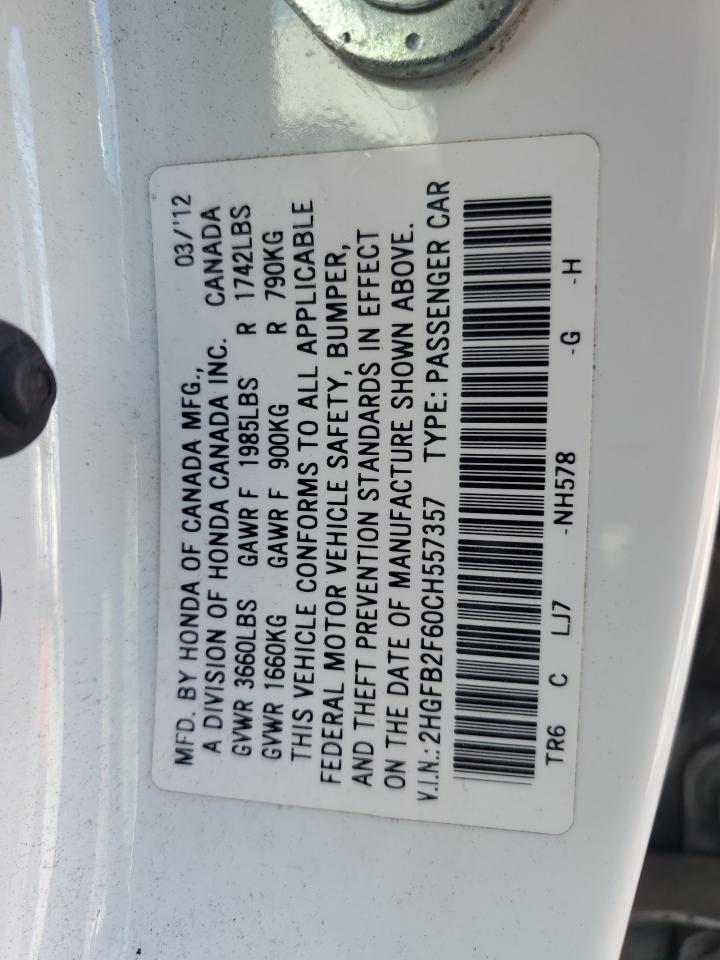 MFD. BY HONDA OF CANADA MFG., 03/'12
A DIVISION OF HONDA CANADA INC. CANADA
GVWR 3660LBS GAWR F 1985LBS R 1742LBS
GVWR 1660KG GAWR F 900KG R 790KG
THIS VEHICLE CONFORMS TO ALL APPLICABLE
FEDERAL MOTOR VEHICLE SAFETY, BUMPER,
AND THEFT PREVENTION STANDARDS IN EFFECT
ON THE DATE OF MANUFACTURE SHOWN ABOVE.
V.I.N.: 2HGFB2F60CH557357 TYPE: PASSENGER CAR
TR6 C LJ7 -NH578 -G -H